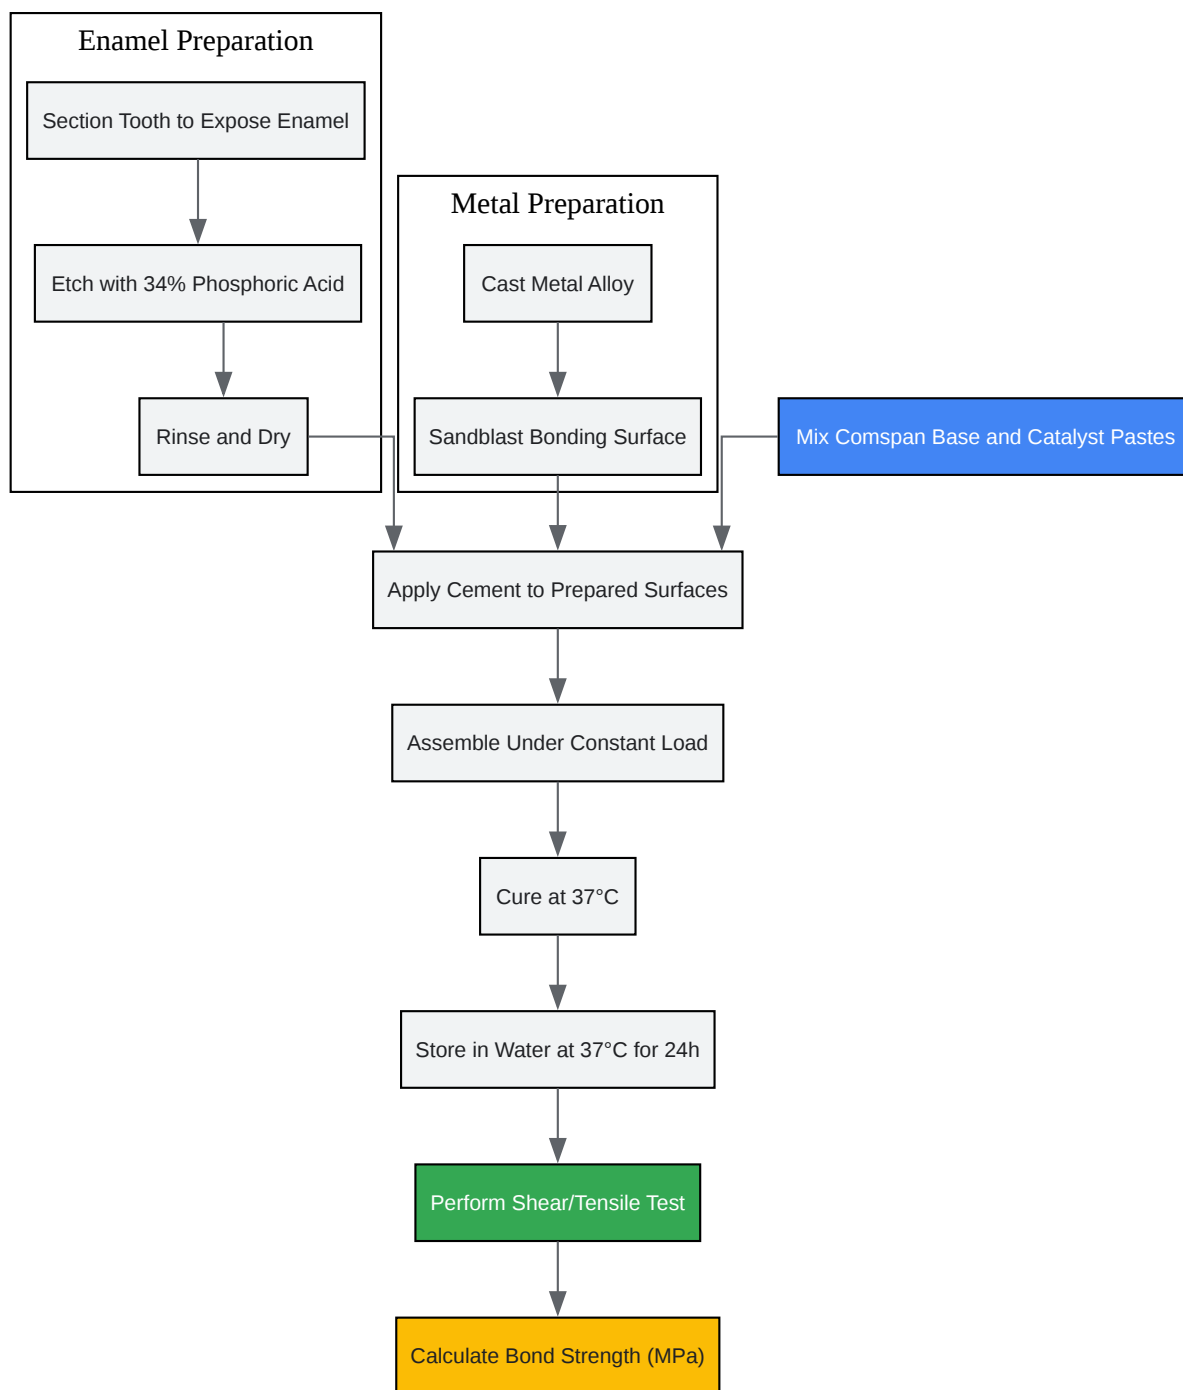 Enamel Preparation
Section Tooth to Expose Enamel
Etch with 34% Phosphoric Acid
Rinse and Dry
Metal Preparation
Cast Metal Alloy
Sandblast Bonding Surface
Mix Comspan Base and Catalyst Pastes
Apply Cement to Prepared Surfaces
Assemble Under Constant Load
Cure at 37°C
Store in Water at 37°C for 24h
Perform Shear/Tensile Test
Calculate Bond Strength (MPa)